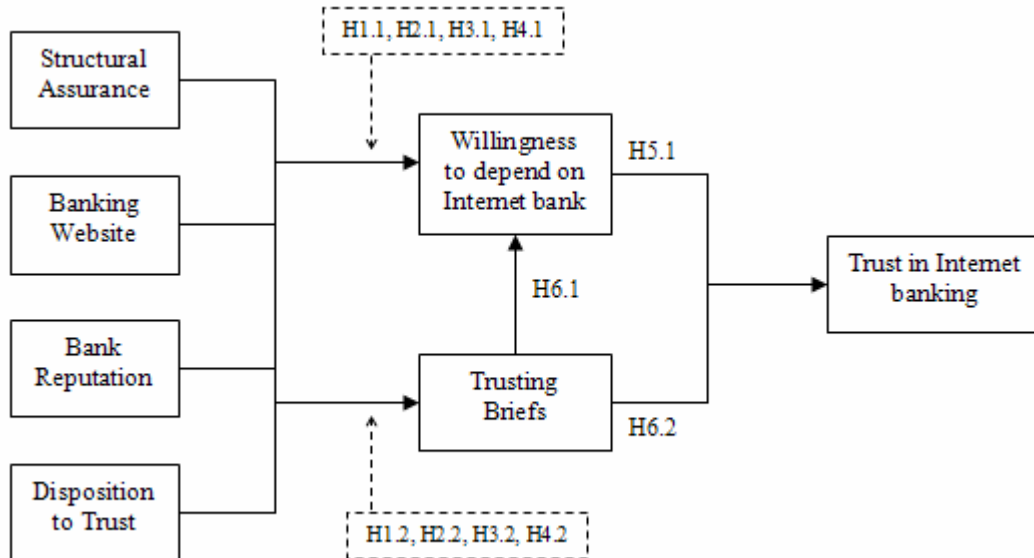 H1.1, H2.1, H3.1, H4.1
Structural
Assurance
Willingness
to depend on
Internet bank
H5.1
Banking
Website
Trust in Internet
banking
H6.1
Bank
Reputation
Trusting
Briefs
H6.2
Disposition
to Trust
H1.2, H2.2, H3.2, H4.2